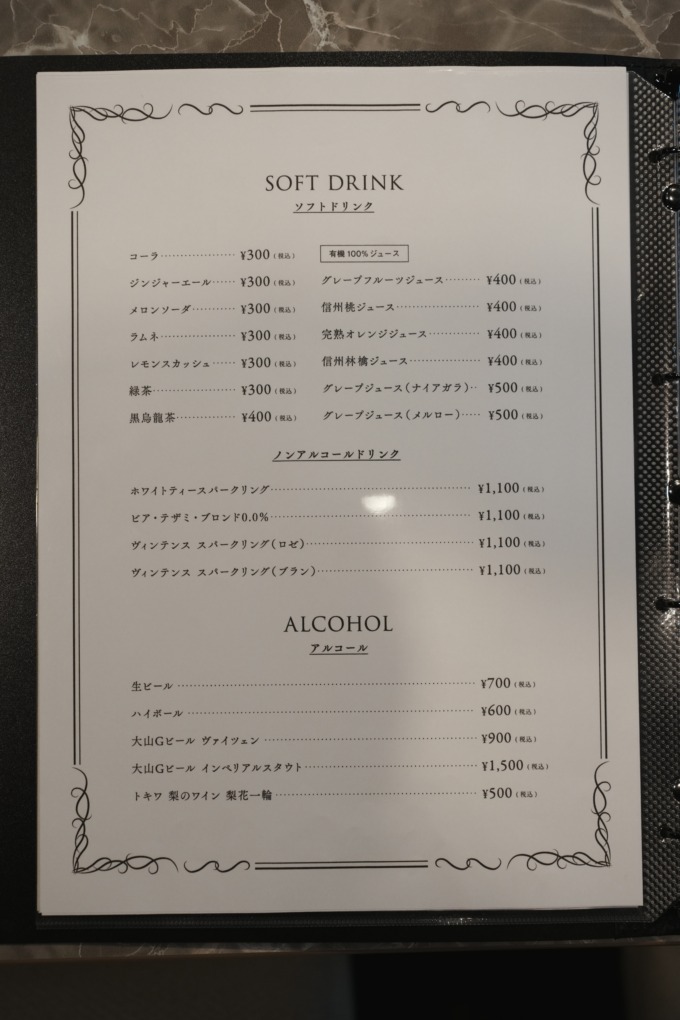 SOFT DRINK
ソフトドリンク
コーラ ¥300(税込)
ジンジャーエール ¥300(税込)
メロンソーダ ¥300(税込)
ラムネ ¥300(税込)
レモンスカッシュ ¥300(税込)
緑茶 ¥300(税込)
黒烏龍茶 ¥400(税込)
有機100%ジュース
グレープフルーツジュース ¥400(税込)
信州桃ジュース ¥400(税込)
完熟オレンジジュース ¥400(税込)
信州林檎ジュース ¥400(税込)
グレープジュース(ナイアガラ) ¥500(税込)
グレープジュース(メルロー) ¥500(税込)
ノンアルコールドリンク
ホワイトティースパークリング ¥1,100(税込)
ピア・デザミ・ブロンド0.0% ¥1,100(税込)
ヴィンテンス スパークリング(ロゼ) ¥1,100(税込)
ヴィンテンス スパークリング(ブラン) ¥1,100(税込)
ALCOHOL
アルコール
生ビール ¥700(税込)
ハイボール ¥600(税込)
大山Gビール ヴァイツェン ¥900(税込)
大山Gビール インペリアルスタウト ¥1,500(税込)
トキワ 梨のワイン 梨花一輪 ¥500(税込)